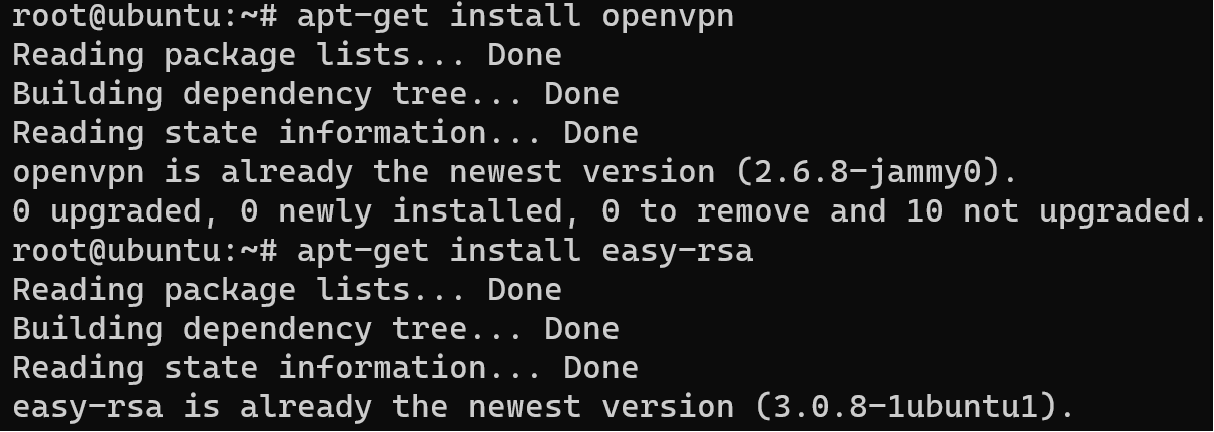 root@ubuntu:~# apt-get install openvpn
Reading package lists... Done
Building dependency tree... Done
Reading state information... Done
openvpn is already the newest version (2.6.8-jammy0).
0 upgraded, 0 newly installed, 0 to remove and 10 not upgraded.
root@ubuntu:~# apt-get install easy-rsa
Reading package lists... Done
Building dependency tree... Done
Reading state information... Done
easy-rsa is already the newest version (3.0.8-1ubuntu1).